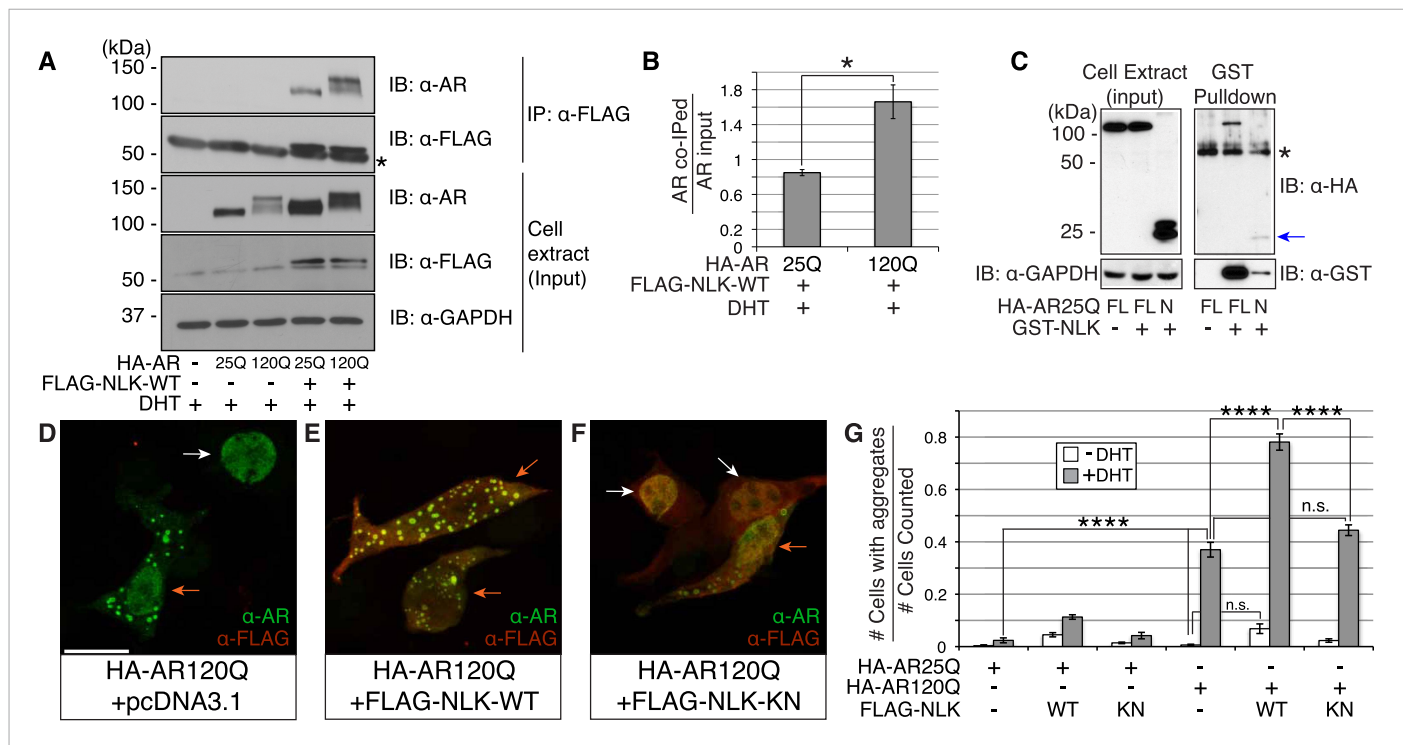 A
(kDa)
150 -
100 -
IB: α-AR
50 -
IB: α-FLAG
*
IP: α-FLAG
150 -
100 -
IB: α-AR
50 -
IB: α-FLAG
37 -
IB: α-GAPDH
Cell
extract
(Input)
HA-AR - 25Q 120Q 25Q 120Q
FLAG-NLK-WT - - - + +
DHT + + + + +
B
*
AR co-IPed
AR input
1.8
1.6
1.4
1.2
1
0.8
0.6
0.4
0.2
0
HA-AR 25Q 120Q
FLAG-NLK-WT + +
DHT + +
C
Cell Extract
(input)
GST
Pulldown
(kDa)
100 -
50 -
25 -
*
IB: α-HA
IB: α-GAPDH
IB: α-GST
HA-AR25Q FL FL N FL FL N
GST-NLK - + + - + +
D
α-AR
α-FLAG
HA-AR120Q
+pcDNA3.1
E
α-AR
α-FLAG
HA-AR120Q
+FLAG-NLK-WT
F
α-AR
α-FLAG
HA-AR120Q
+FLAG-NLK-KN
G
# Cells with aggregates
# Cells Counted
0.8
0.6
0.4
0.2
0
- DHT
+DHT
****
****
****
n.s.
n.s.
HA-AR25Q + + + - - -
HA-AR120Q - - - + + +
FLAG-NLK - WT KN - WT KN